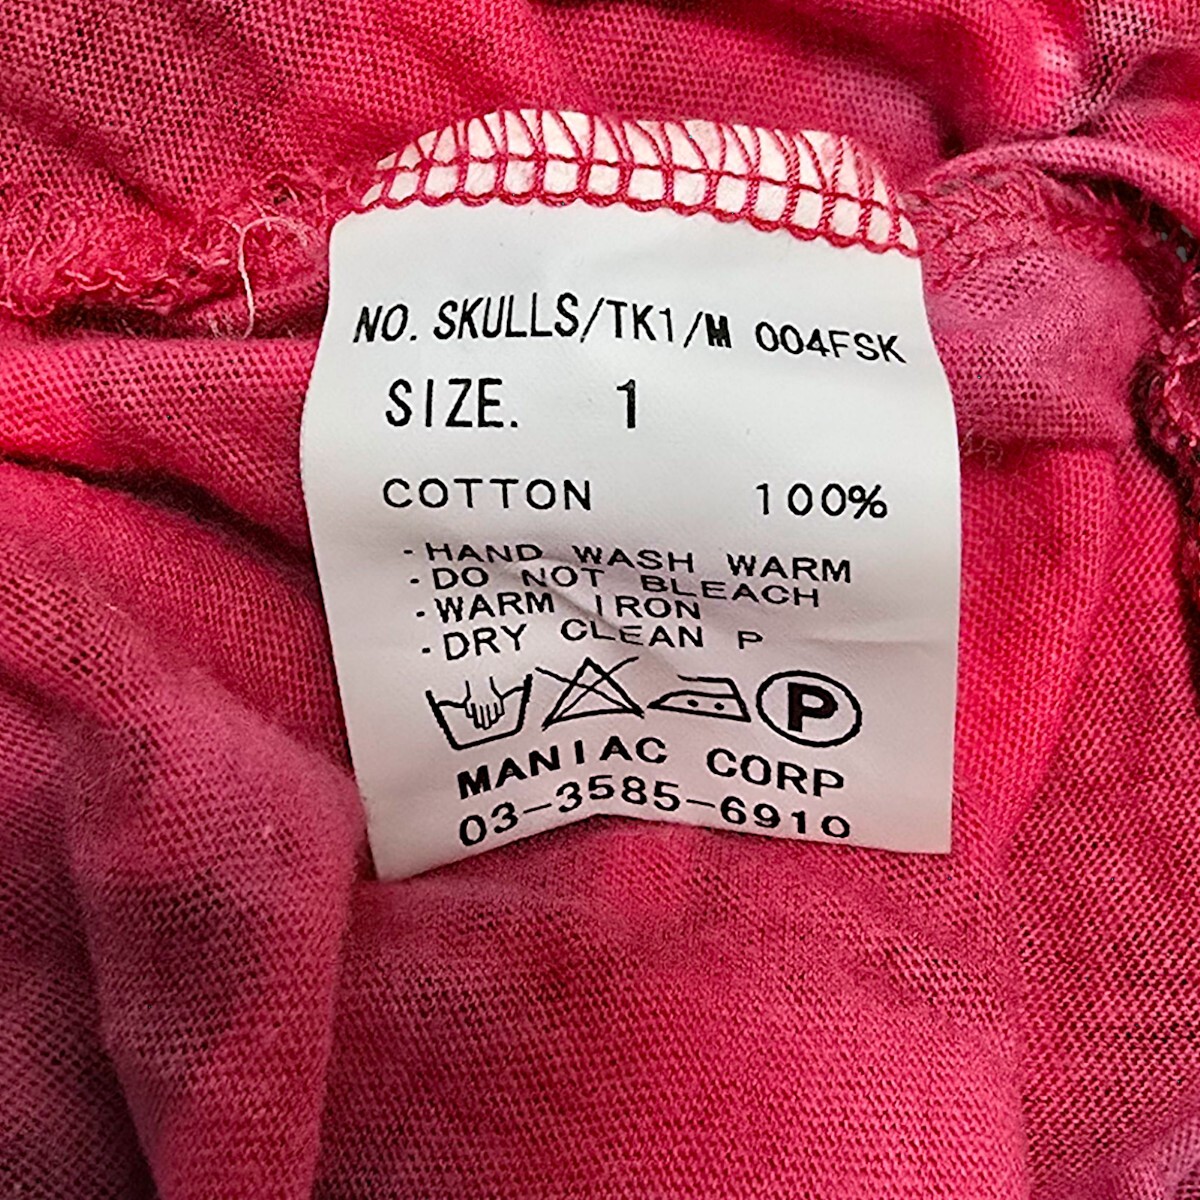 NO. SKULLS/TK1/M 004FSK
SIZE. 1
COTTON 100%
・HAND WASH WARM
・DO NOT BLEACH
・WARM IRON
・DRY CLEAN P
P
MANIAC CORP
03-3585-6910